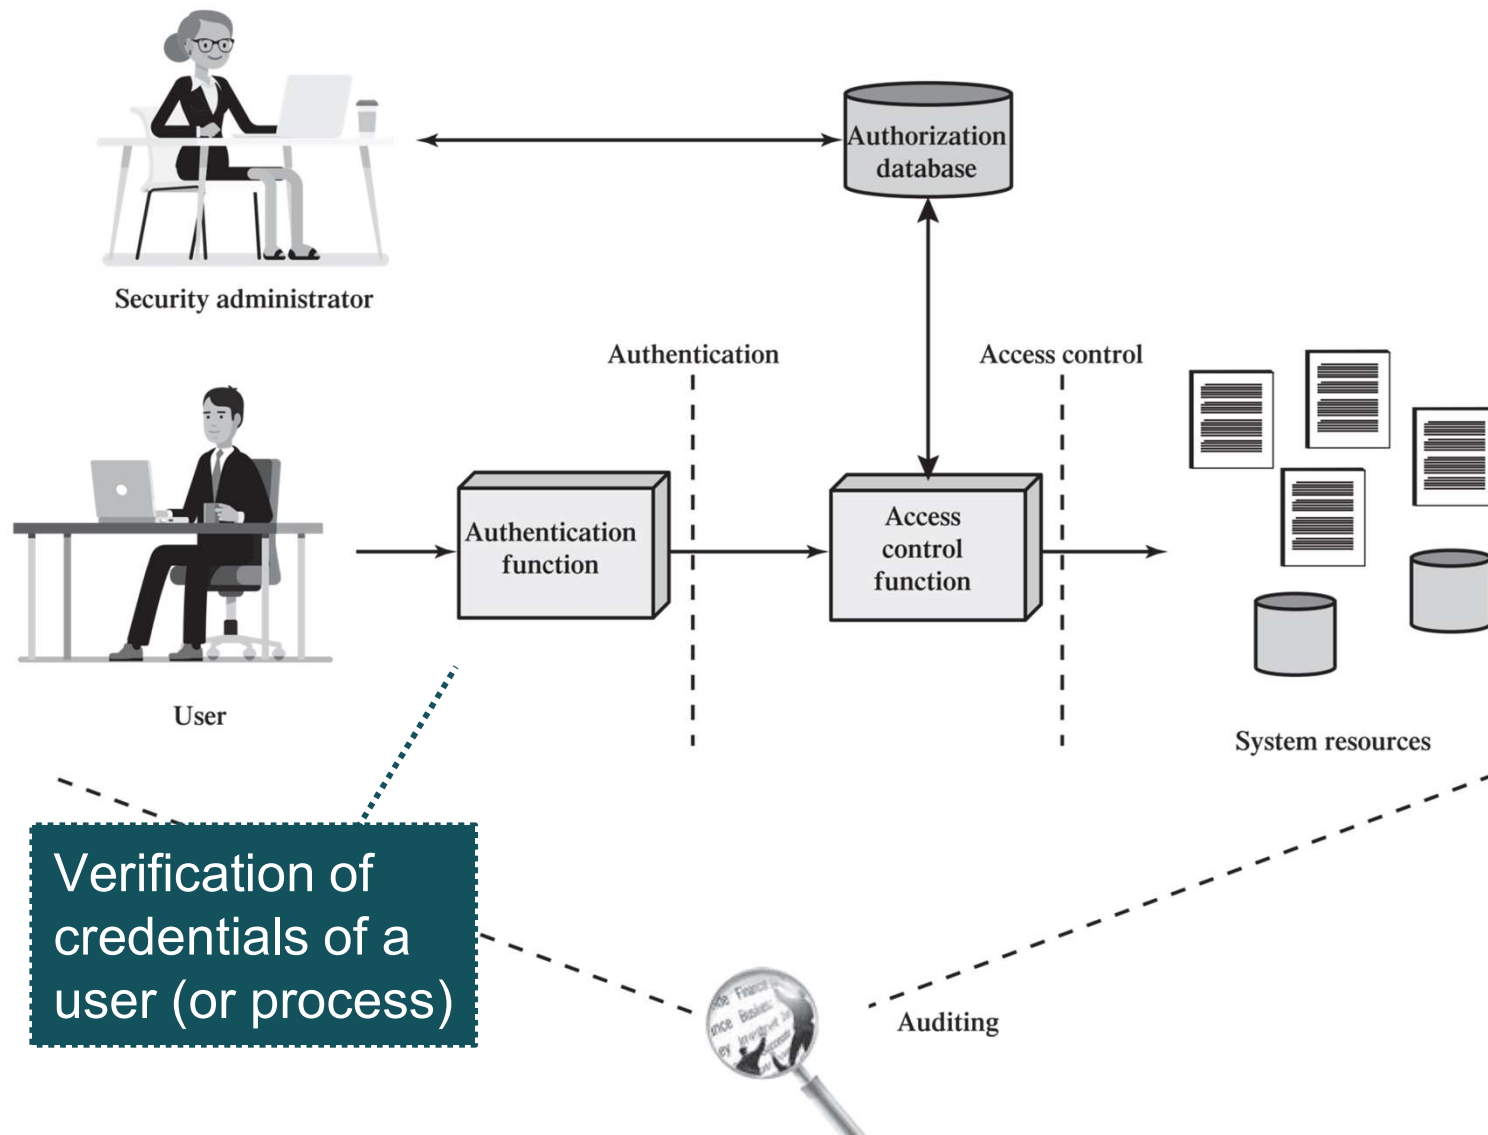 Authorization
database
Security administrator
Authentication
Access control
Authentication
function
Access
control
function
User
System resources
Verification of
credentials of a
user (or process)
Auditing